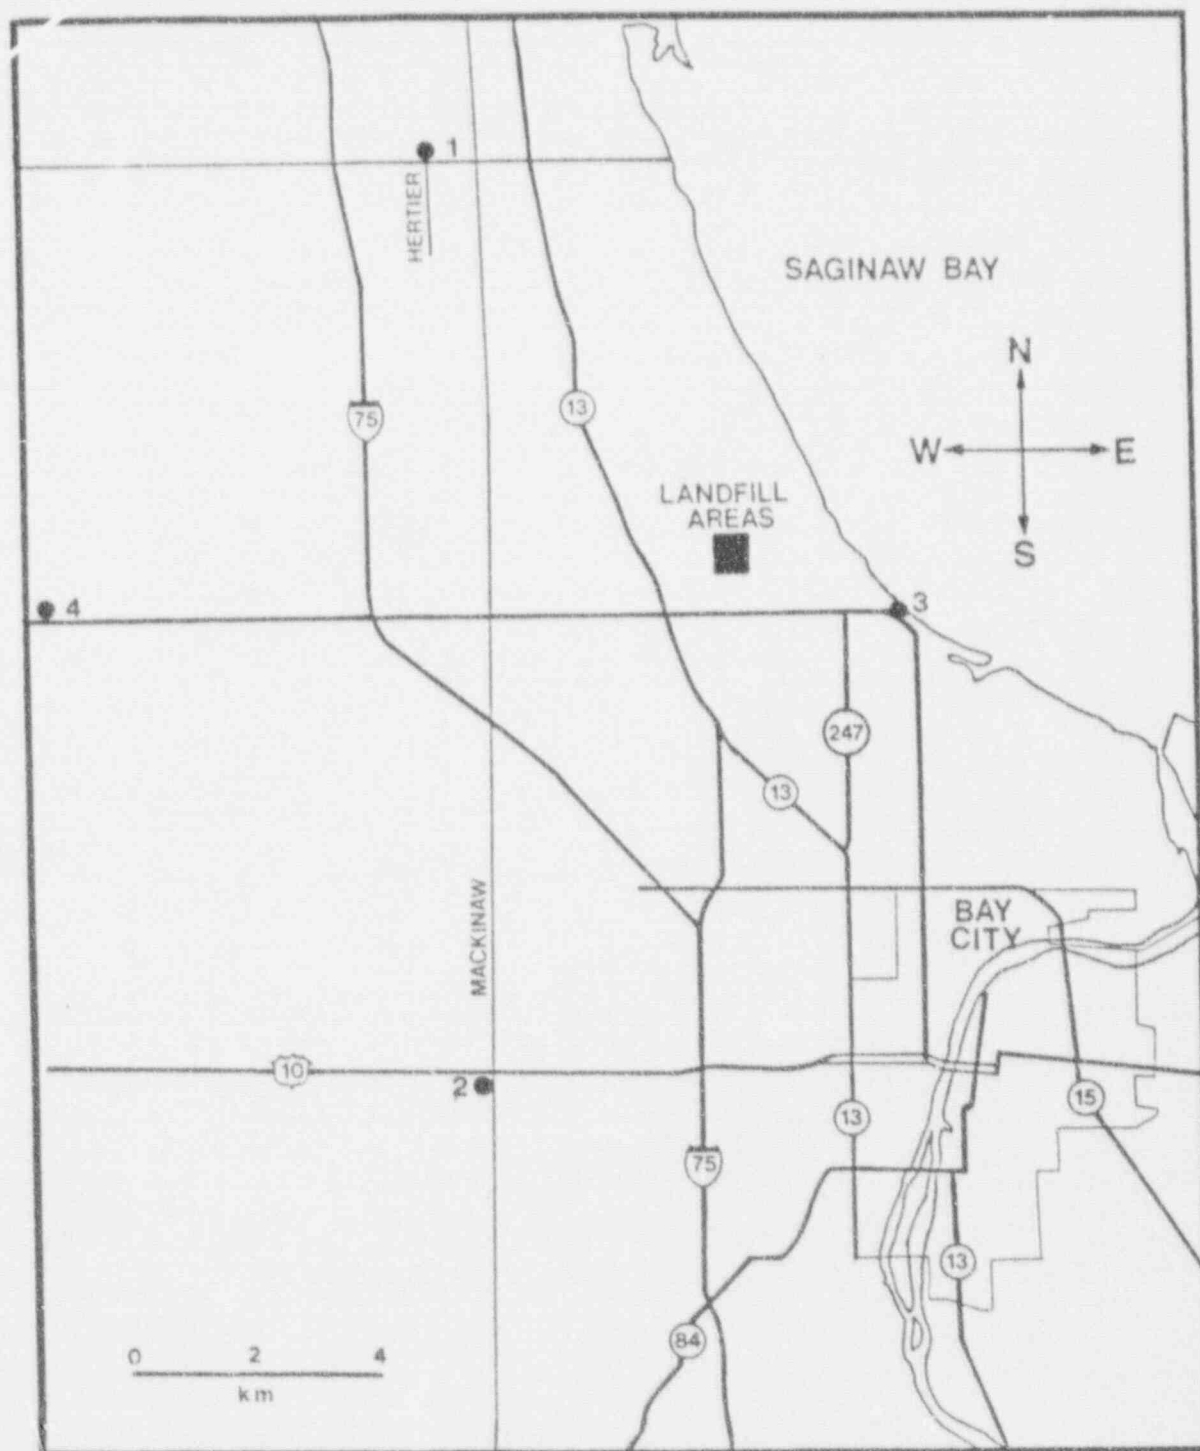 1
HERTIER
SAGINAW BAY
N
75
13
W E
LANDFILL
AREAS
S
4
3
247
13
MACKINAW
BAY
CITY
10
2
15
13
75
13
84
0 2 4
km